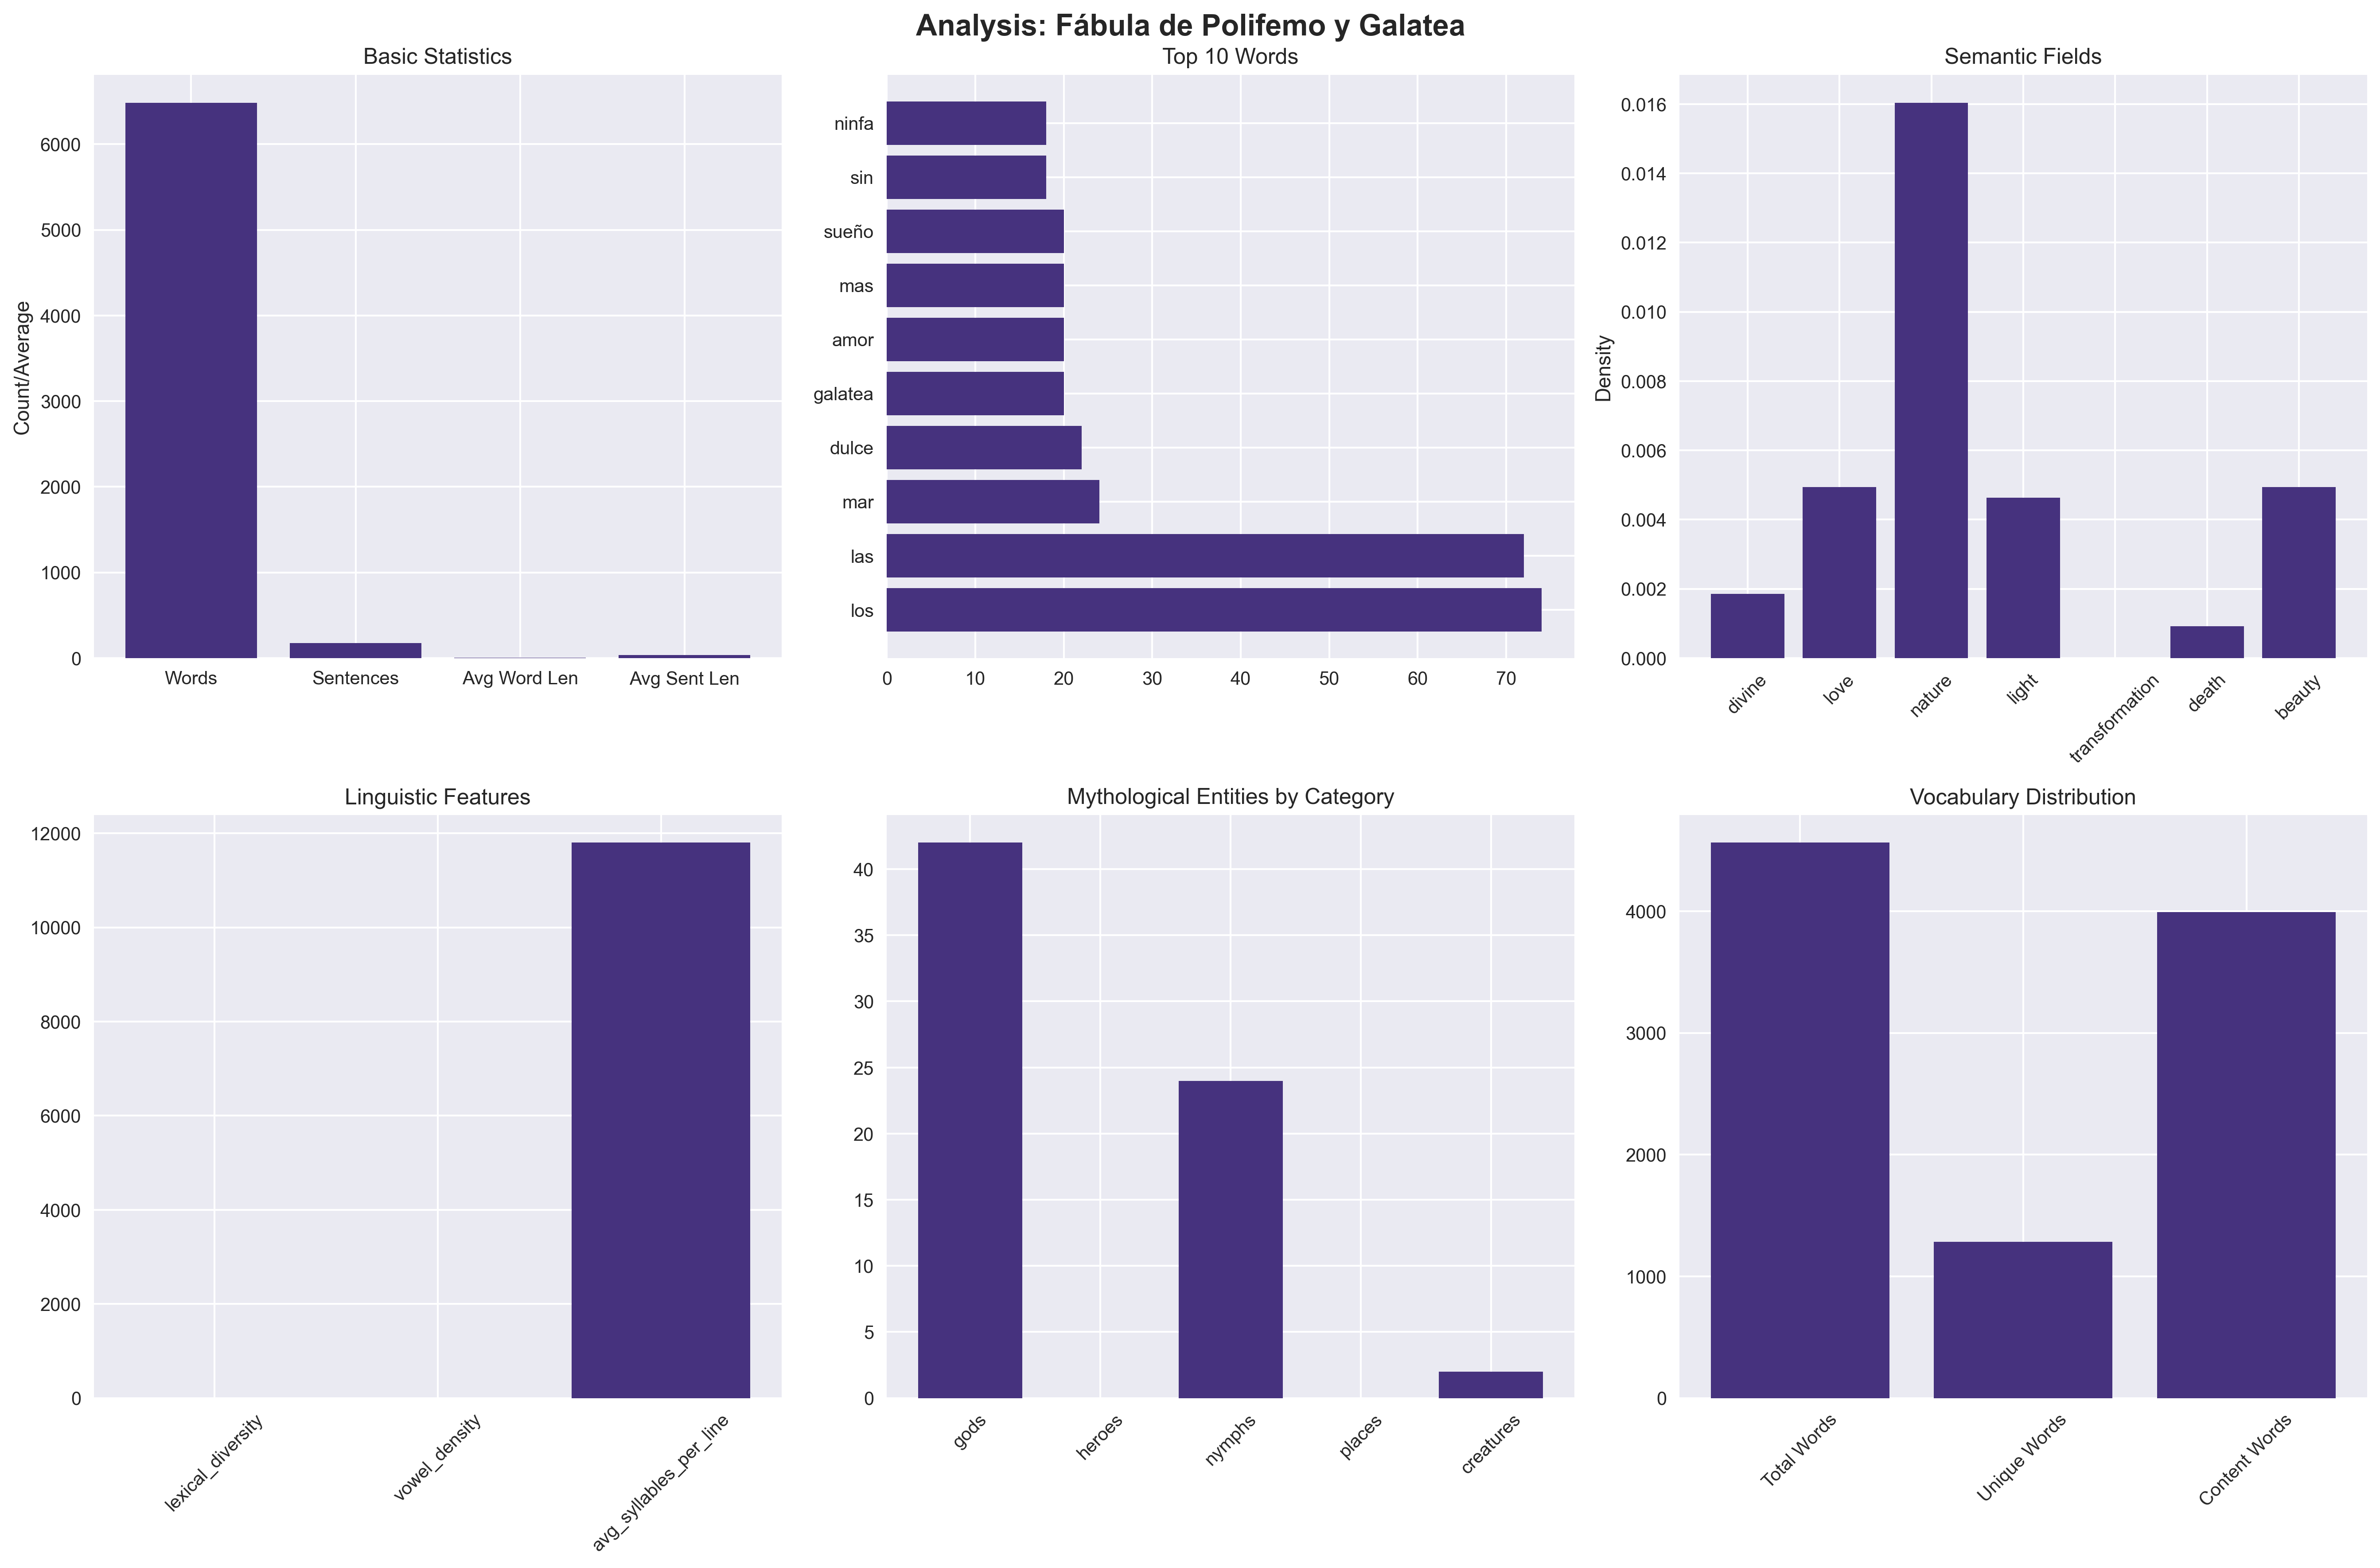 Analysis: Fábula de Polifemo y Galatea
Basic Statistics
Count/Average
6000
5000
4000
3000
2000
1000
0
Words
Sentences
Avg Word Len
Avg Sent Len
Top 10 Words
ninfa
sin
sueño
mas
amor
galatea
dulce
mar
las
los
0
10
20
30
40
50
60
70
Semantic Fields
Density
0.016
0.014
0.012
0.010
0.008
0.006
0.004
0.002
0.000
divine
love
nature
light
transformation
death
beauty
Linguistic Features
12000
10000
8000
6000
4000
2000
0
lexical_diversity
vowel_density
avg_syllables_per_line
Mythological Entities by Category
40
35
30
25
20
15
10
5
0
gods
heroes
nymphs
places
creatures
Vocabulary Distribution
4000
3000
2000
1000
0
Total Words
Unique Words
Content Words